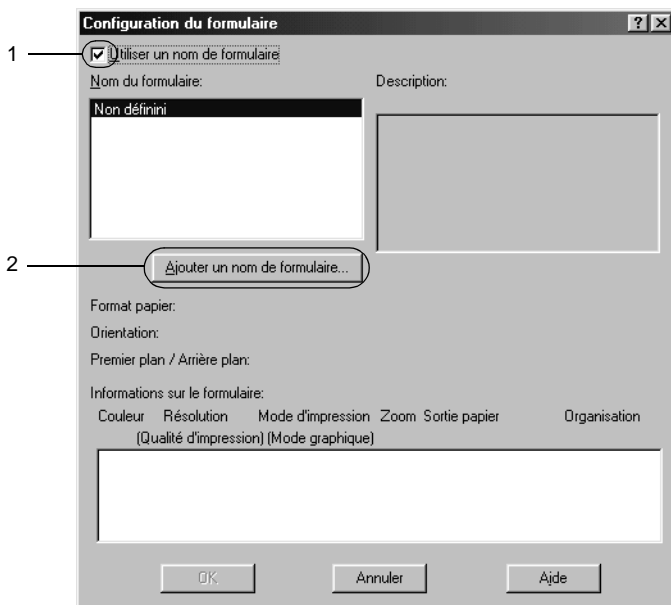 Configuration du formulaire
1
Utiliser un nom de formulaire
Nom du formulaire:
Description:
Non définini
2
Ajouter un nom de formulaire...
Format papier:
Orientation:
Premier plan / Arrière plan:
Informations sur le formulaire:
Couleur Résolution Mode d'impression Zoom Sortie papier Organisation
(Qualité d'impression) (Mode graphique)
OK Annuler Aide